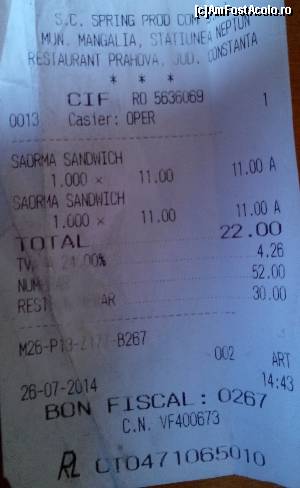 (c)AmFostAcolo.ro
S.C. SPRING PROD COM
MUN. MANGALIA, STATIUNEA NEPTUN
RESTAURANT PRAHOVA, JUD. CONSTANTA
* * *
CIF RO 5636069 1
0013 Casier: OPER
SAORMA SANDWICH
1.000 × 11.00 11.00 A
SAORMA SANDWICH
1.000 × 11.00 11.00 A
TOTAL 22.00
24.00% 4.26
52.00
30.00
002 ART
26-07-2014 14:43
BON FISCAL: 0267
C.N. VF400673
CT0471065010